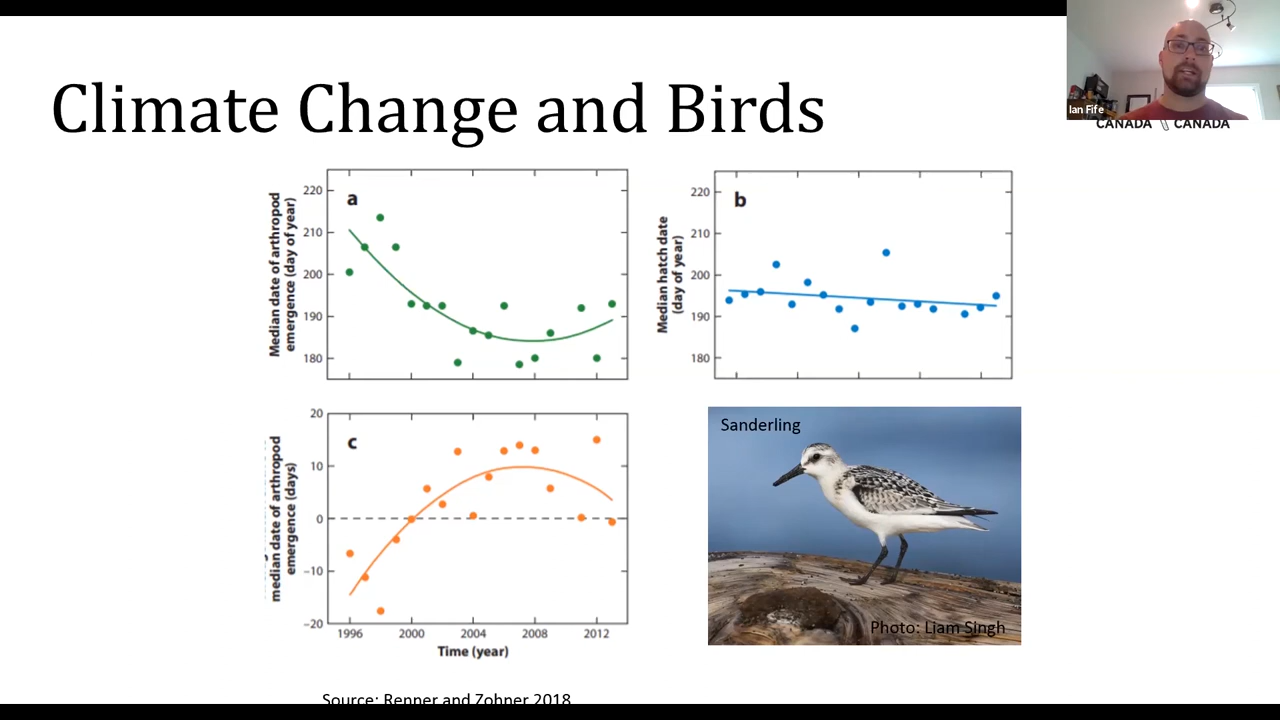 Climate Change and Birds
Ian Fife
CANADA CANADA
a
220
210
200
190
180
Median date of arthropod
emergence (day of year)
b
220
210
200
190
180
Median hatch date
(day of year)
c
20
10
0
−10
−20
median date of arthropod
emergence (days)
1996 2000 2004 2008 2012
Time (year)
Sanderling
Photo: Liam Singh
Source: Renner and Zohner 2018